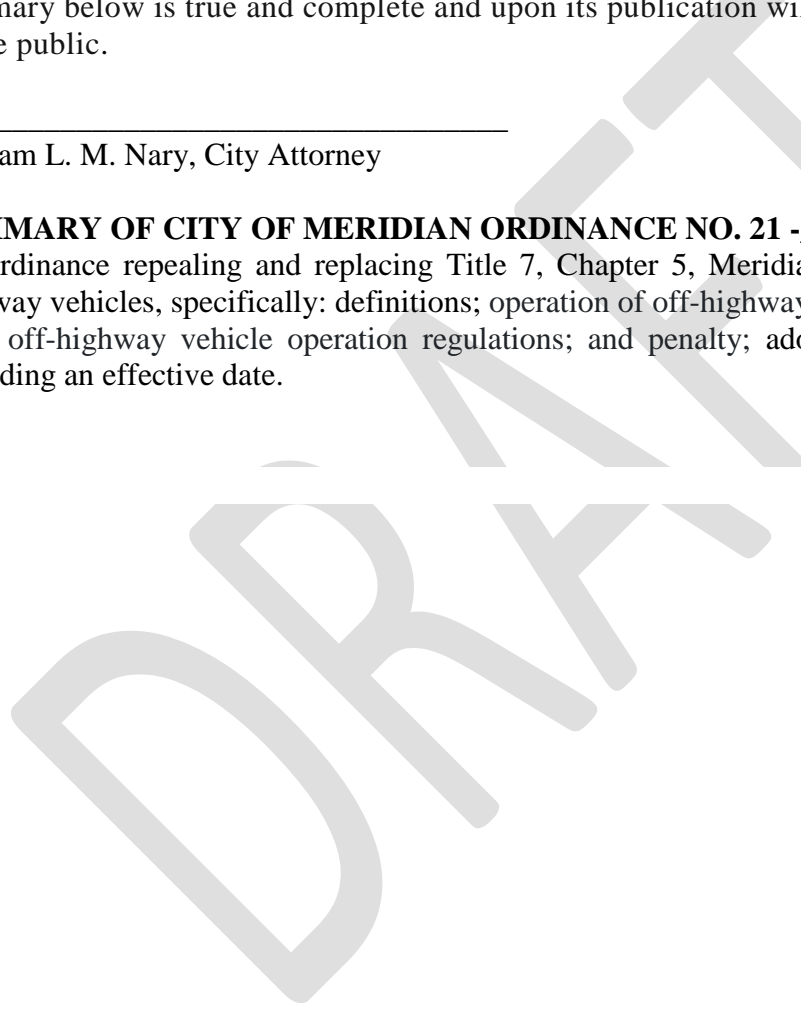 mary below is true and complete and upon its publication wi
e public.
am L. M. Nary, City Attorney
MARY OF CITY OF MERIDIAN ORDINANCE NO. 21 -
rdinance repealing and replacing Title 7, Chapter 5, Meridia
way vehicles, specifically: definitions; operation of off-highway
off-highway vehicle operation regulations; and penalty; ado
ding an effective date.
DRAFT